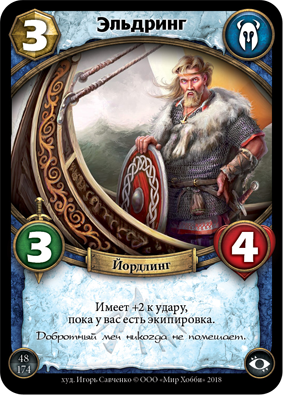 3
Эльдринг
3
Йордлинг
4
Имеет +2 к удару,
пока у вас есть экипировка.
Добротный меч никогда не помешает.
48
174
худ. Игорь Савченко © ООО «Мир Хобби» 2018